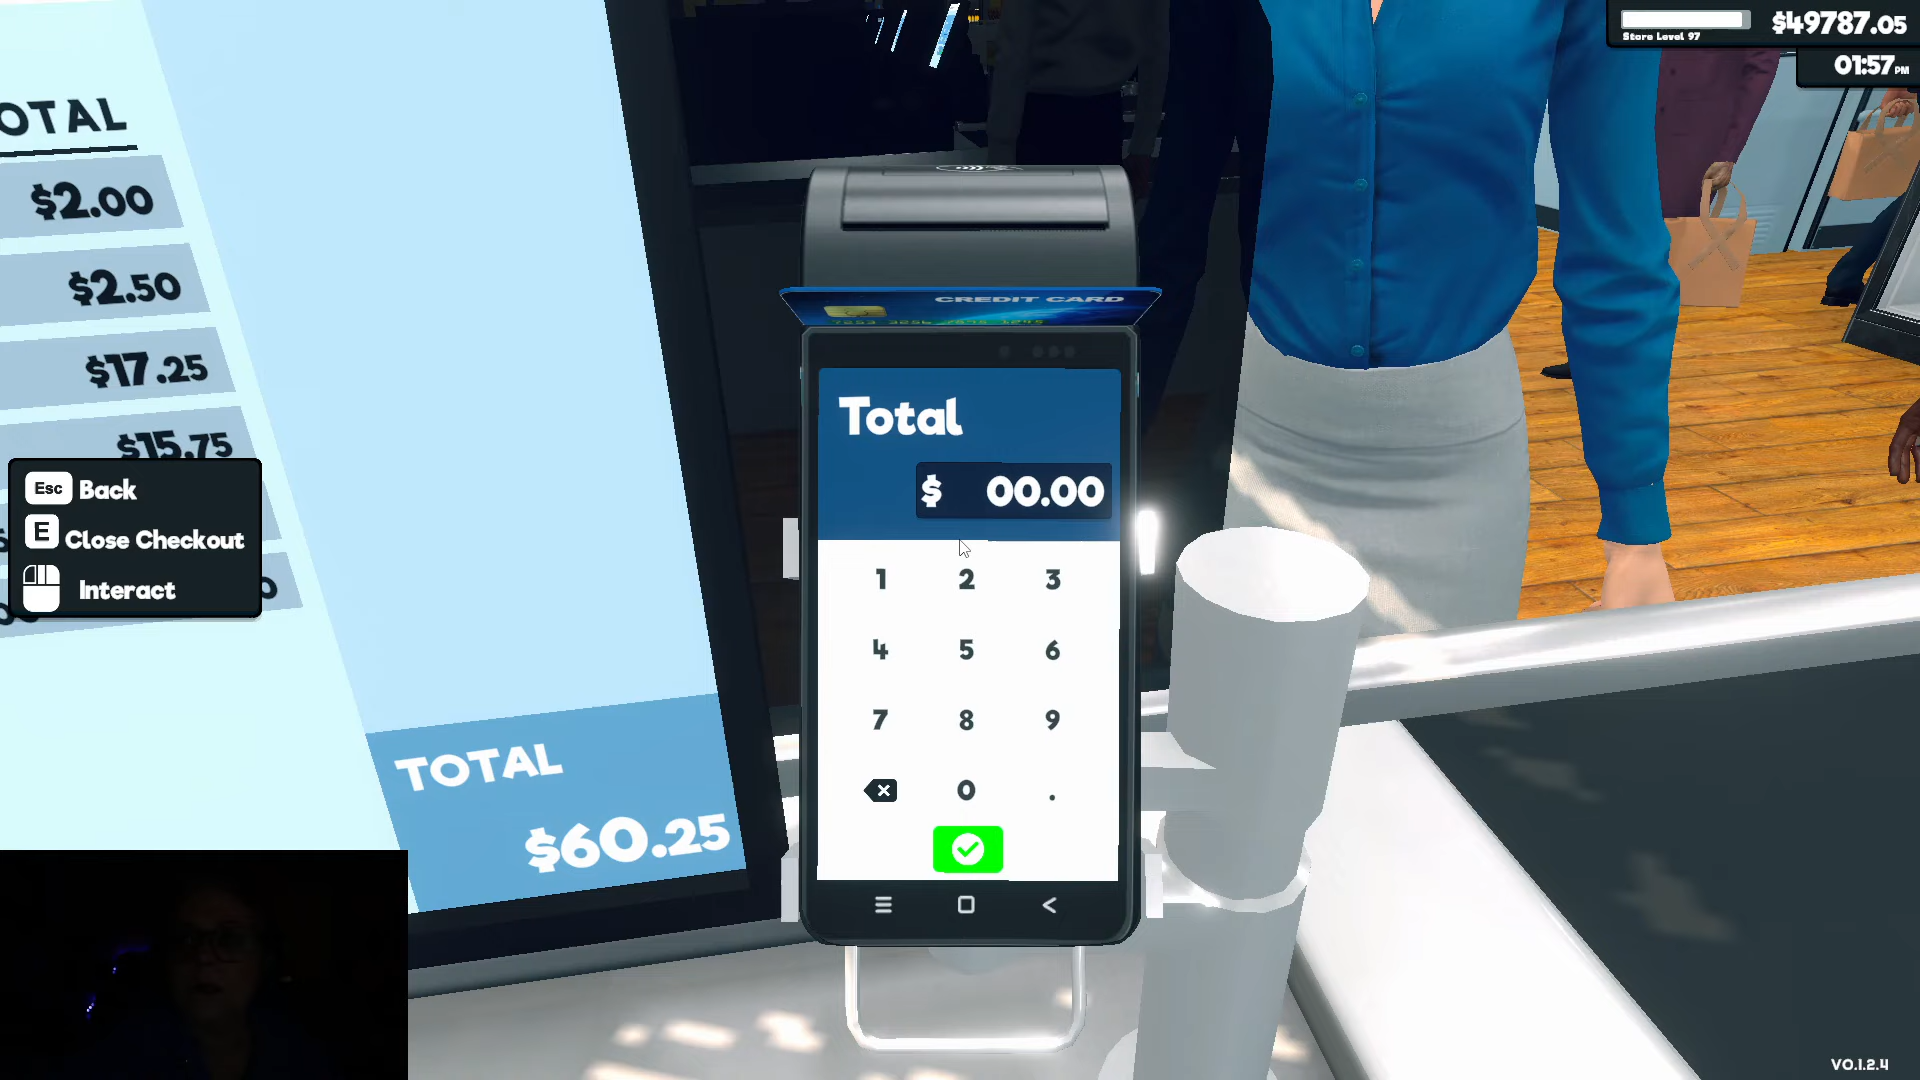 $49787.05
Store Level 97
01:57PM
OTAL
$2.00
$2.50
$17.25
$15.75
Esc Back
E Close Checkout
Interact
TOTAL
$60.25
CREDIT CARD
Total
$ 00.00
1 2 3
4 5 6
7 8 9
0 .
V0.1.2.4